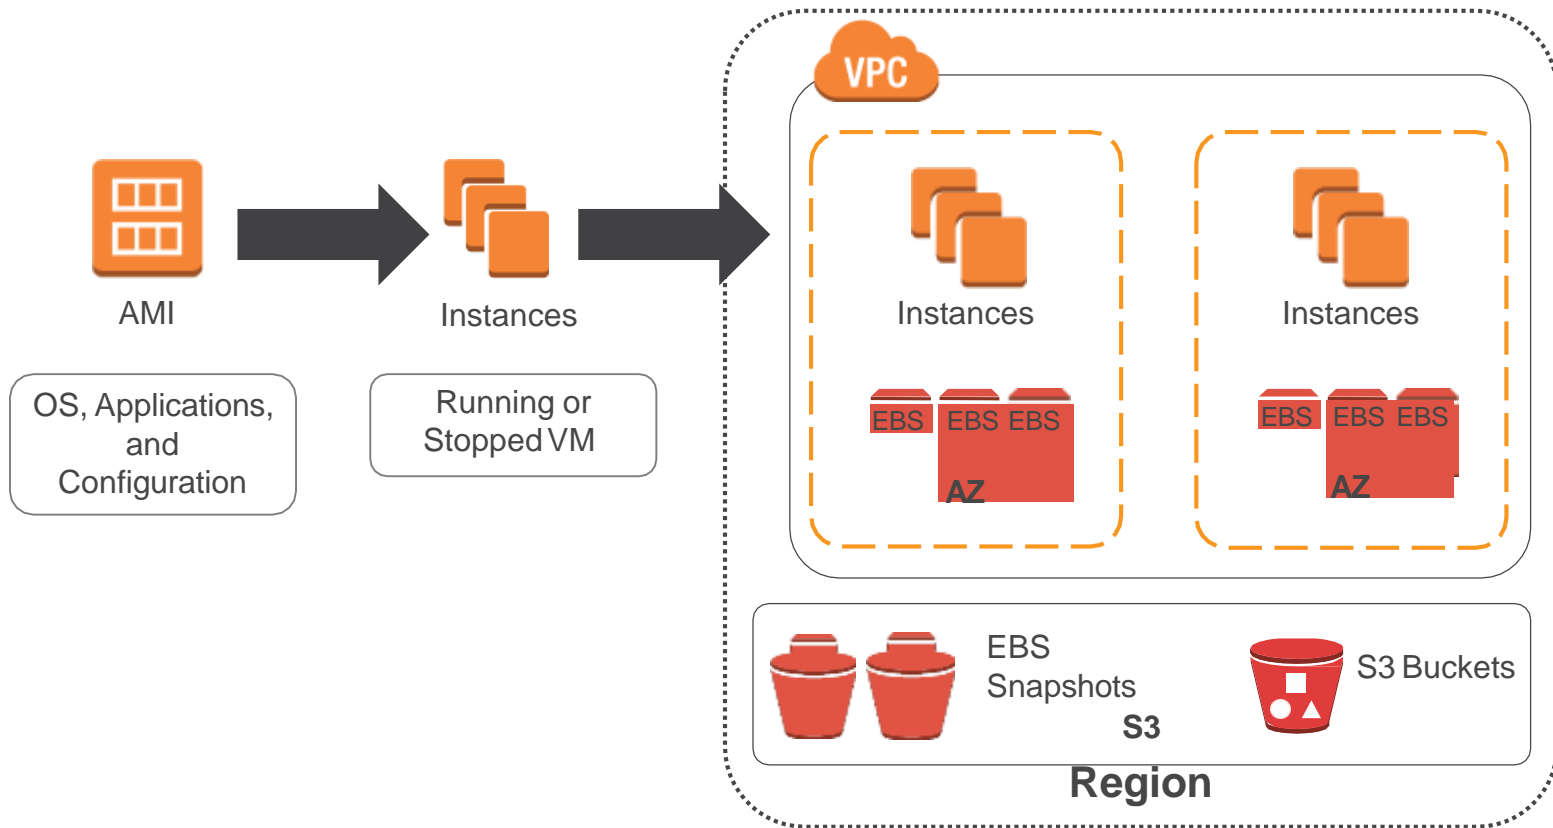 VPC
AMI
Instances
Instances
Instances
OS, Applications,
and
Configuration
Running or
Stopped VM
EBS
EBS
EBS
AZ
EBS
EBS
EBS
AZ
EBS
Snapshots
S3
S3 Buckets
Region